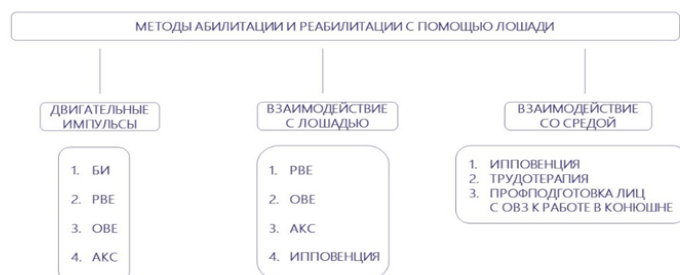 МЕТОДЫ АБИЛИТАЦИИ И РЕАБИЛИТАЦИИ С ПОМОЩЬЮ ЛОШАДИ
ДВИГАТЕЛЬНЫЕ
ИМПУЛЬСЫ
1. БИ
2. РВЕ
3. ОВЕ
4. АКС
ВЗАИМОДЕЙСТВИЕ
С ЛОШАДЬЮ
1. РВЕ
2. ОВЕ
3. АКС
4. ИППОВЕНЦИЯ
ВЗАИМОДЕЙСТВИЕ
СО СРЕДОЙ
1. ИППОВЕНЦИЯ
2. ТРУДОТЕРАПИЯ
3. ПРОФПОДГОТОВКА ЛИЦ
С ОВЗ К РАБОТЕ В КОНЮШНЕ